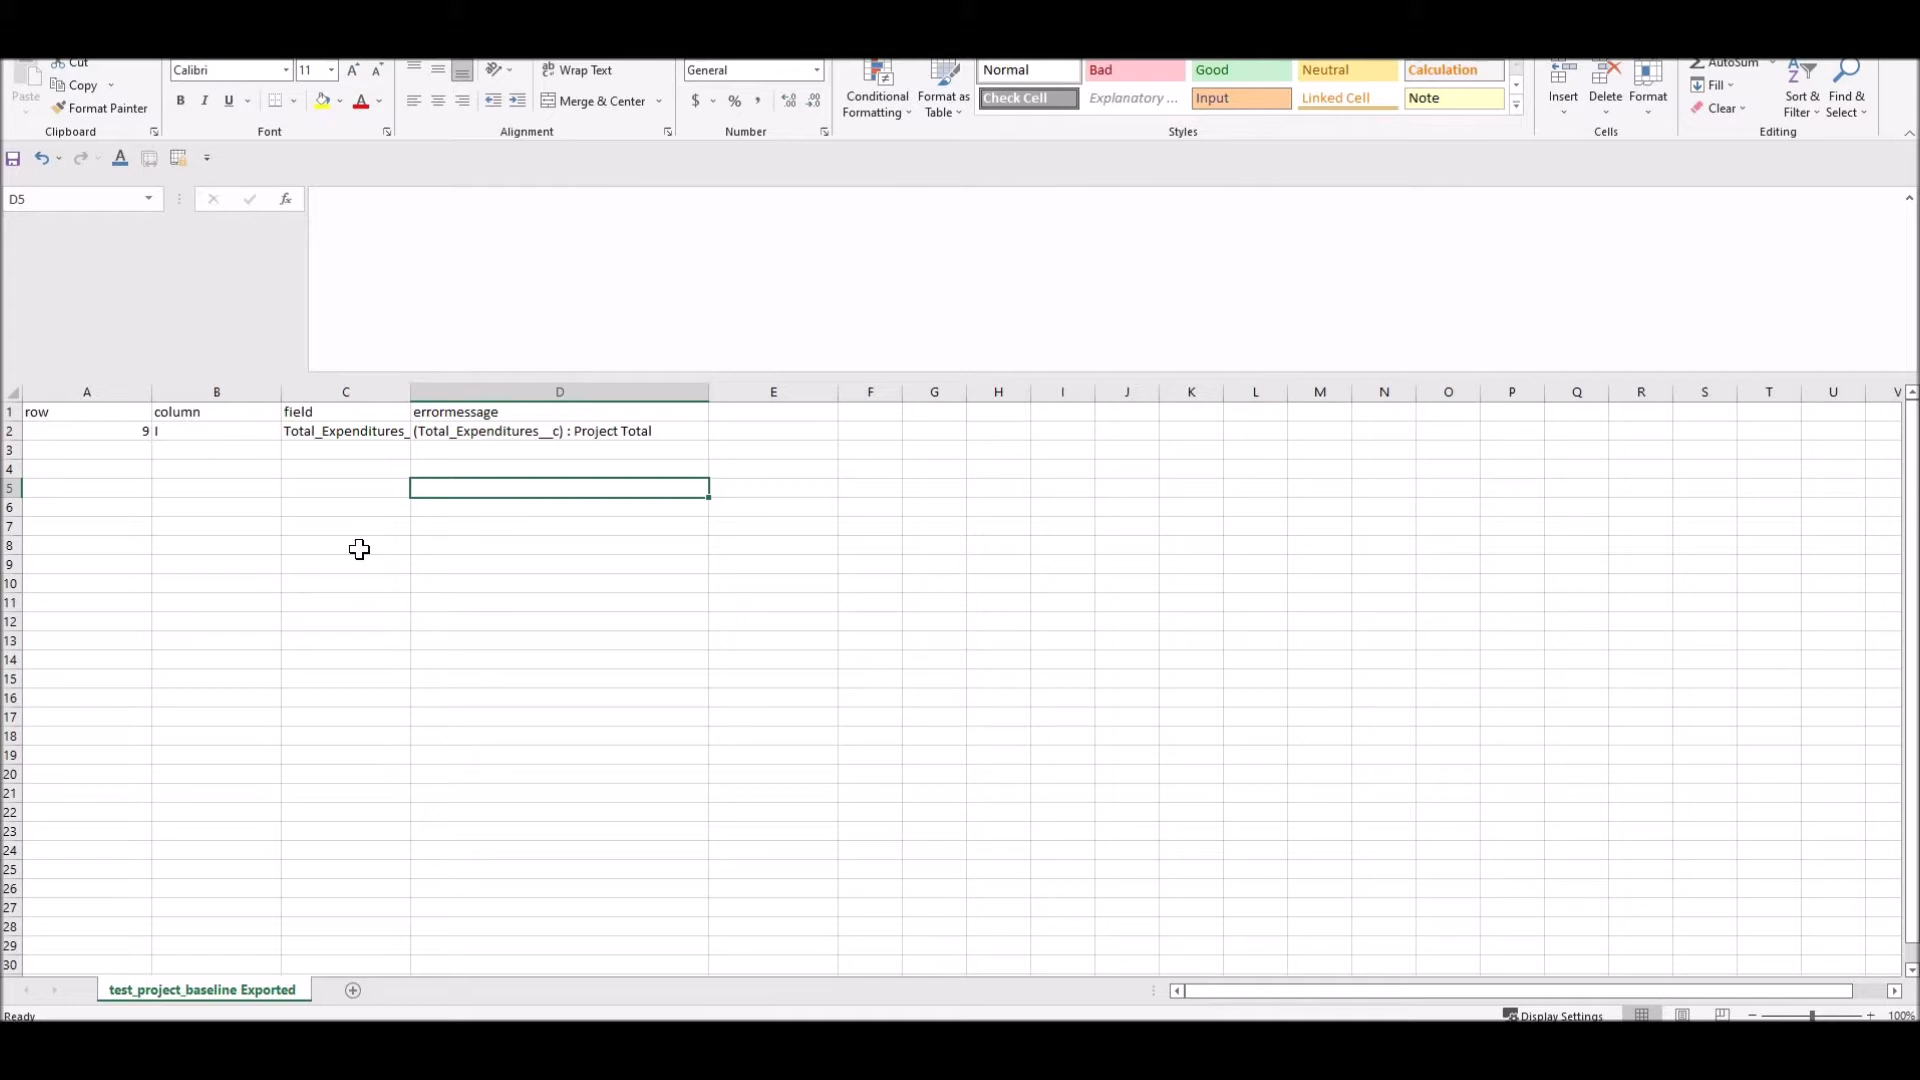 Cut
Copy
Paste
Format Painter
Clipboard
Calibri
11
B I U
A
Font
Wrap Text
Merge & Center
Alignment
General
$ % ,
Number
Conditional Formatting
Format as Table
Normal
Bad
Good
Neutral
Calculation
Check Cell
Explanatory ...
Input
Linked Cell
Note
Styles
Insert
Delete
Format
Cells
AutoSum
Fill
Clear
Sort & Filter
Find & Select
Editing
D5
fx
A B C D E F G H I J K L M N O P Q R S T U V
1 row column field errormessage
2 9 I Total_Expenditures_ (Total_Expenditures__c) : Project Total
3
4
5
6
7
8
9
10
11
12
13
14
15
16
17
18
19
20
21
22
23
24
25
26
27
28
29
30
test_project_baseline Exported
Ready
Display Settings
100%